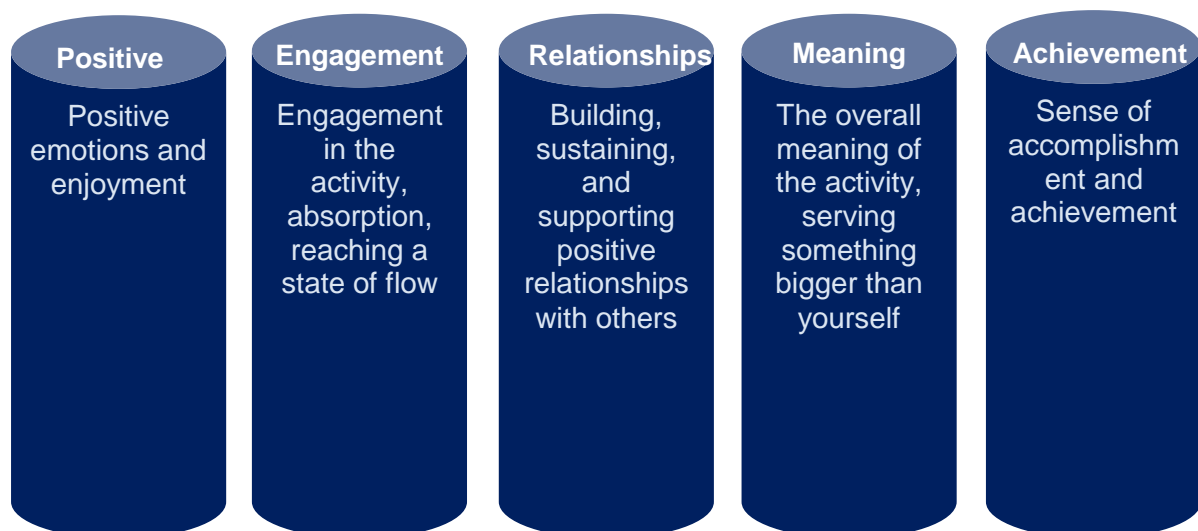 Positive
Positive
emotions and
enjoyment
Engagement
Engagement
in the
activity,
absorption,
reaching a
state of flow
Relationships
Building,
sustaining,
and
supporting
positive
relationships
with others
Meaning
The overall
meaning of
the activity,
serving
something
bigger than
yourself
Achievement
Sense of
accomplishm
ent and
achievement